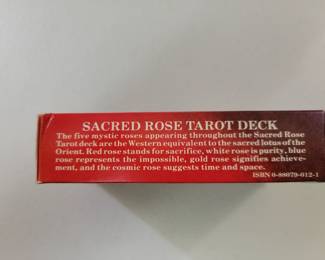 SACRED ROSE TAROT DECK
The five mystic roses appearing throughout the Sacred Rose
Tarot deck are the Western equivalent to the sacred lotus of the
Orient. Red rose stands for sacrifice, white rose is purity, blue
rose represents the impossible, gold rose signifies achieve-
ment, and the cosmic rose suggests time and space.
ISBN 0-88079-012-1